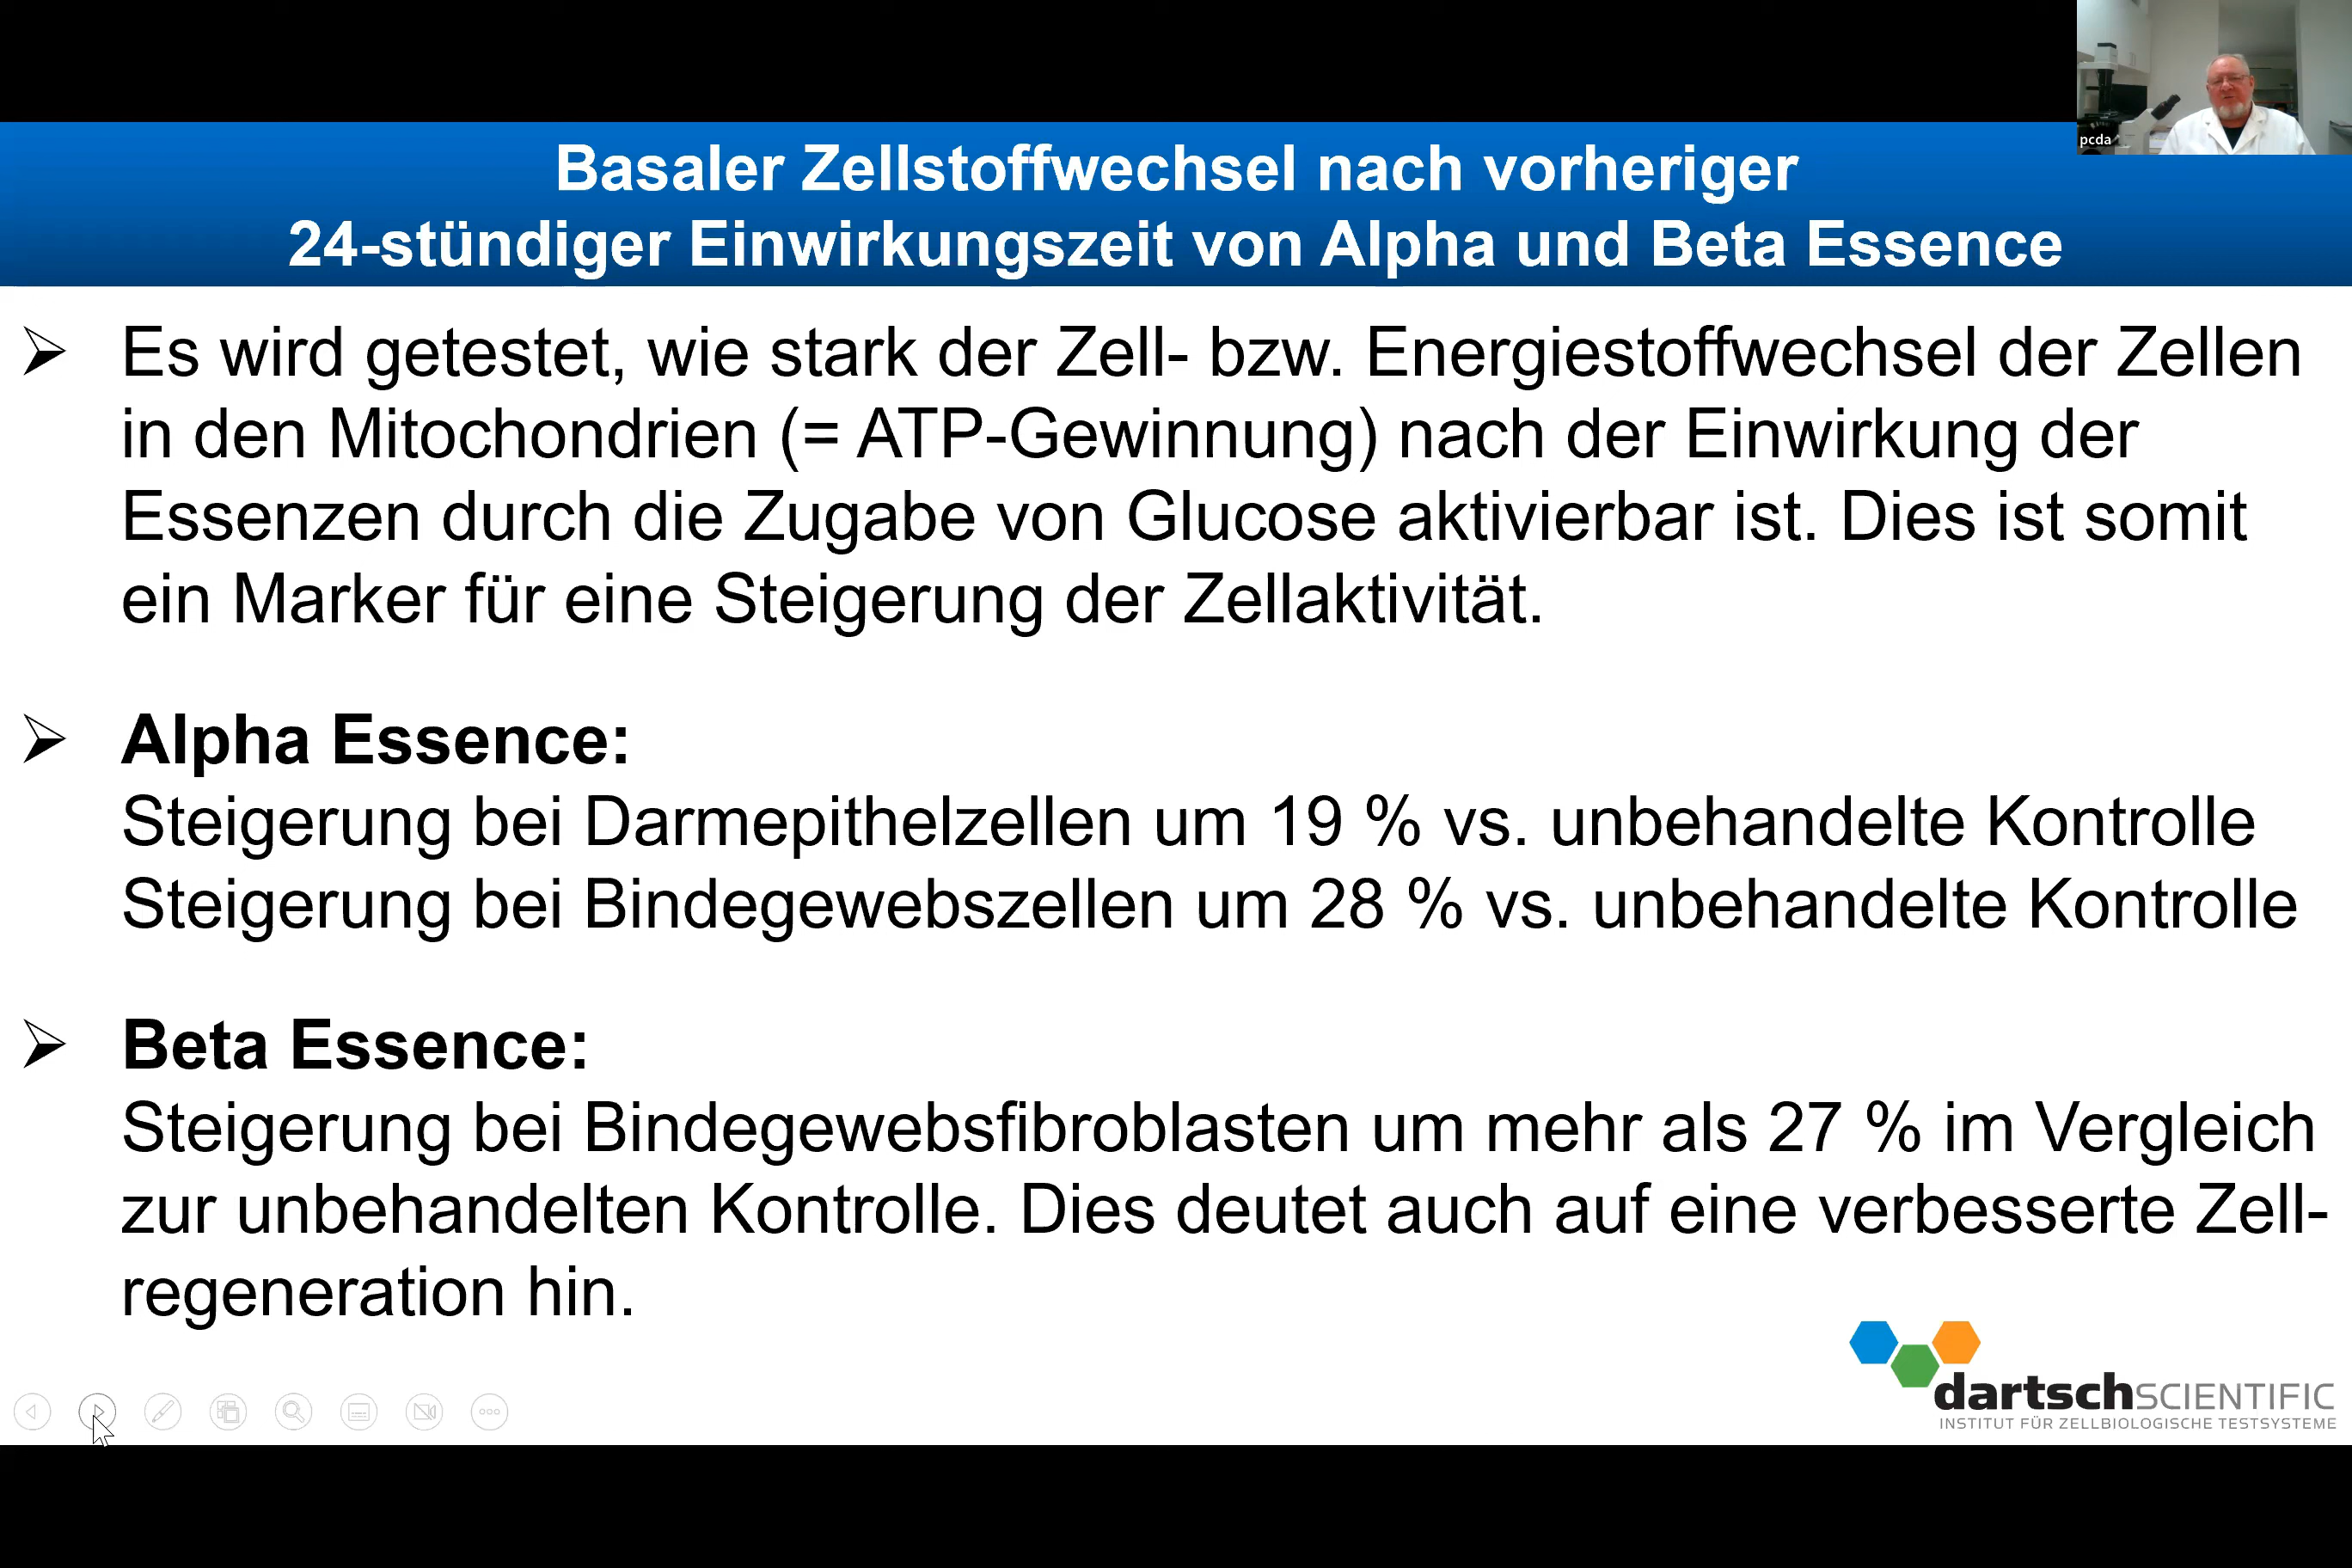 pcda
Basaler Zellstoffwechsel nach vorheriger
24-stündiger Einwirkungszeit von Alpha und Beta Essence
Es wird getestet, wie stark der Zell- bzw. Energiestoffwechsel der Zellen
in den Mitochondrien (= ATP-Gewinnung) nach der Einwirkung der
Essenzen durch die Zugabe von Glucose aktivierbar ist. Dies ist somit
ein Marker für eine Steigerung der Zellaktivität.
Alpha Essence:
Steigerung bei Darmepithelzellen um 19 % vs. unbehandelte Kontrolle
Steigerung bei Bindegewebszellen um 28 % vs. unbehandelte Kontrolle
Beta Essence:
Steigerung bei Bindegewebsfibroblasten um mehr als 27 % im Vergleich
zur unbehandelten Kontrolle. Dies deutet auch auf eine verbesserte Zell-
regeneration hin.
dartschSCIENTIFIC
INSTITUT FÜR ZELLBIOLOGISCHE TESTSYSTEME